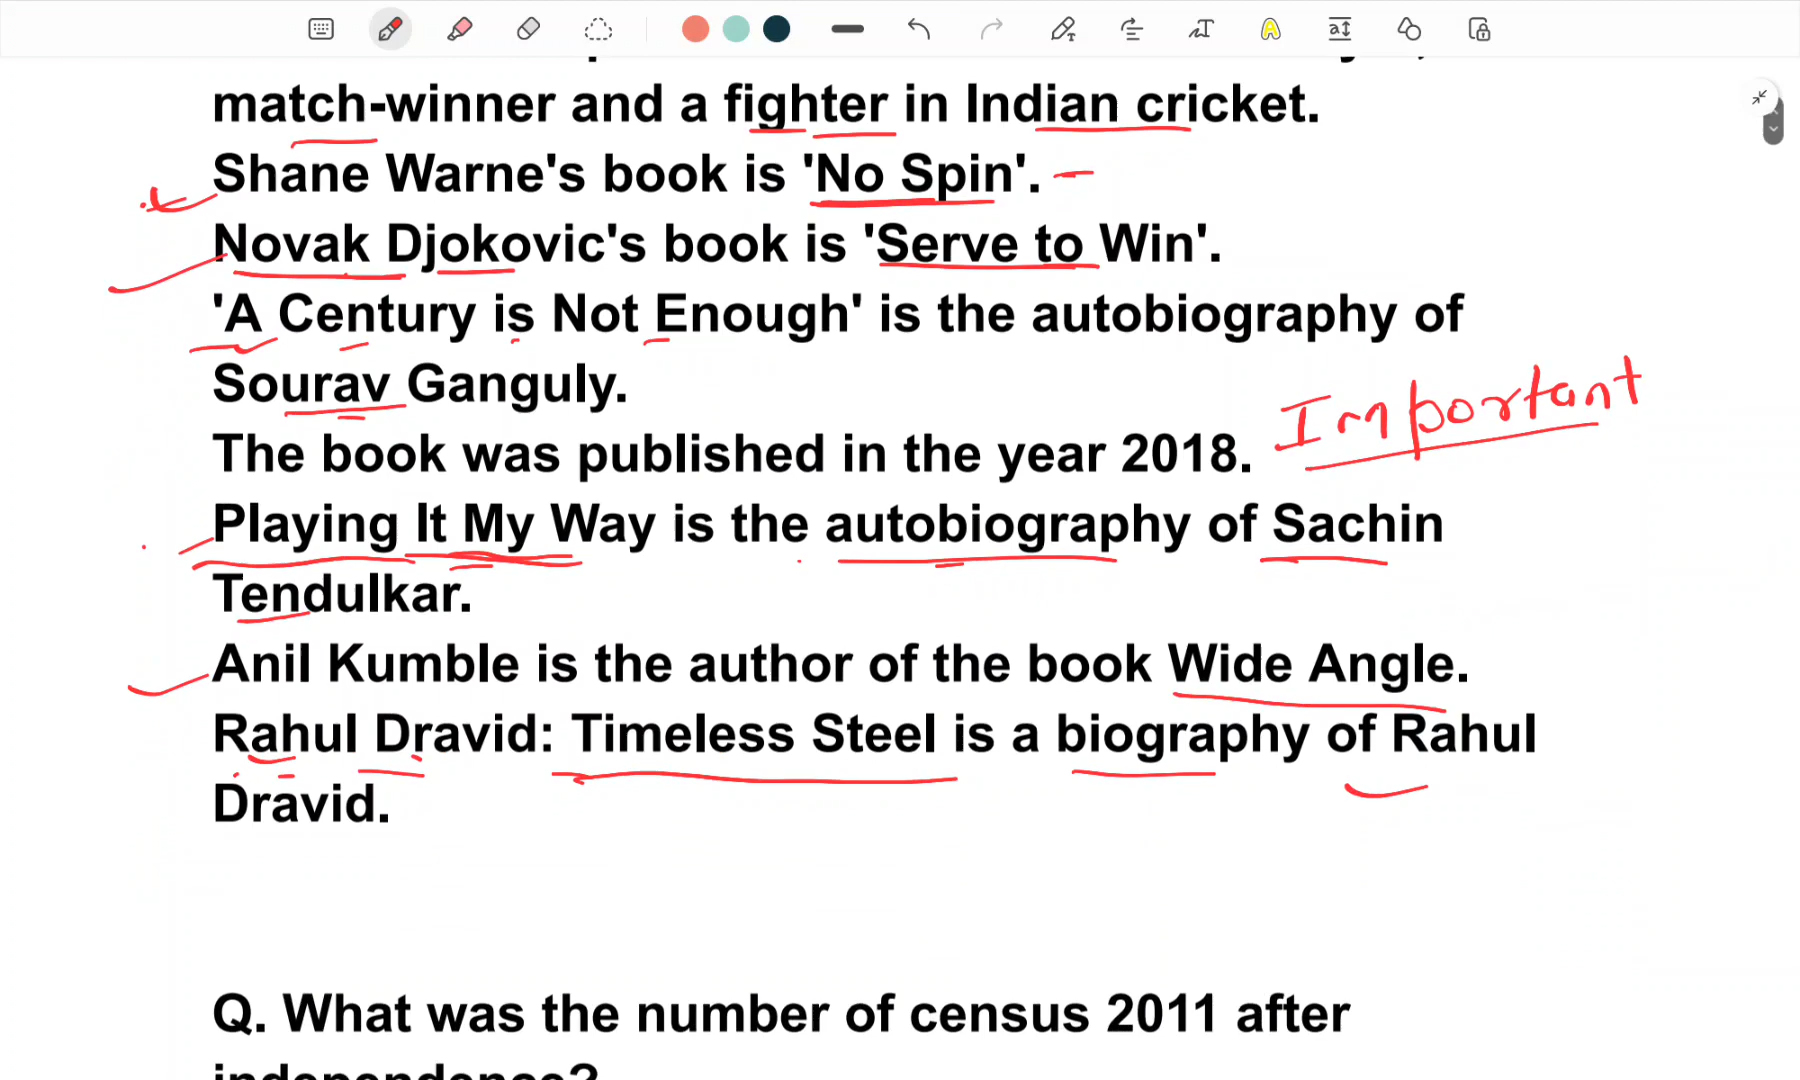 match-winner and a fighter in Indian cricket.
Shane Warne's book is 'No Spin'.
Novak Djokovic's book is 'Serve to Win'.
'A Century is Not Enough' is the autobiography of
Sourav Ganguly.
Important
The book was published in the year 2018.
Playing It My Way is the autobiography of Sachin
Tendulkar.
Anil Kumble is the author of the book Wide Angle.
Rahul Dravid: Timeless Steel is a biography of Rahul
Dravid.
Q. What was the number of census 2011 after
independence?